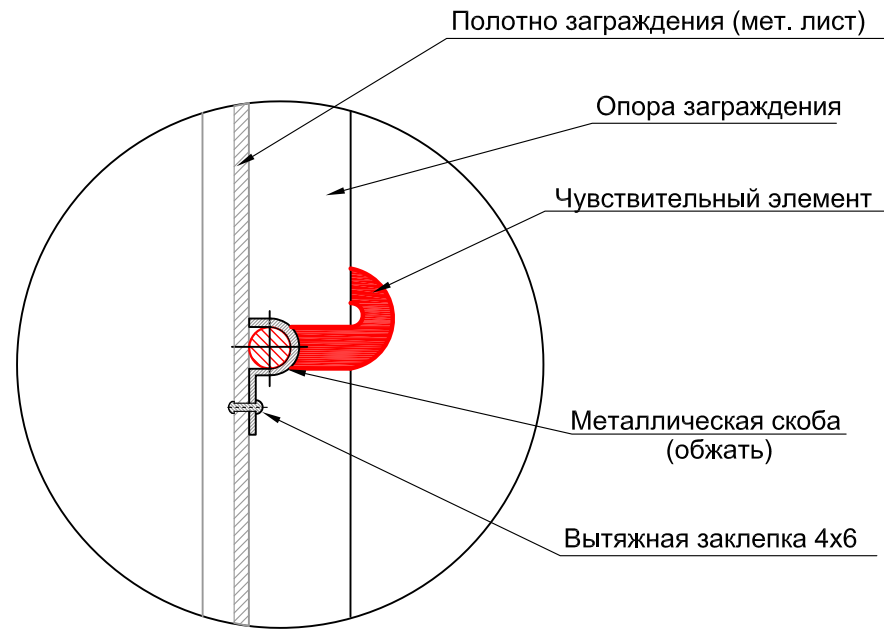 Полотно заграждения (мет. лист)
Опора заграждения
Чувствительный элемент
Металлическая скоба
(обжать)
Вытяжная заклепка 4х6